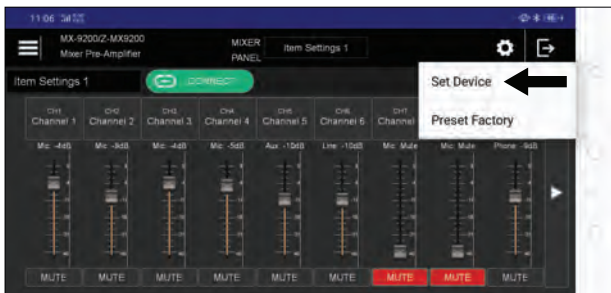 11:06
MX-9200/Z-MX9200
Mixer Pre-Amplifier
MIXER
PANEL
Item Settings 1
Set Device
Preset Factory
Item Settings 1
CONNECT
CH1 CH2 CH3 CH4 CH5 CH6 CH7
Channel 1 Channel 2 Channel 3 Channel 4 Channel 5 Channel 6 Channel
Mic -4dB Mic -9dB Mic -4dB Mic -5dB Aux -10dB Line -10dB Mic Mute Mic Mute Phone -9dB
MUTE MUTE MUTE MUTE MUTE MUTE MUTE MUTE MUTE